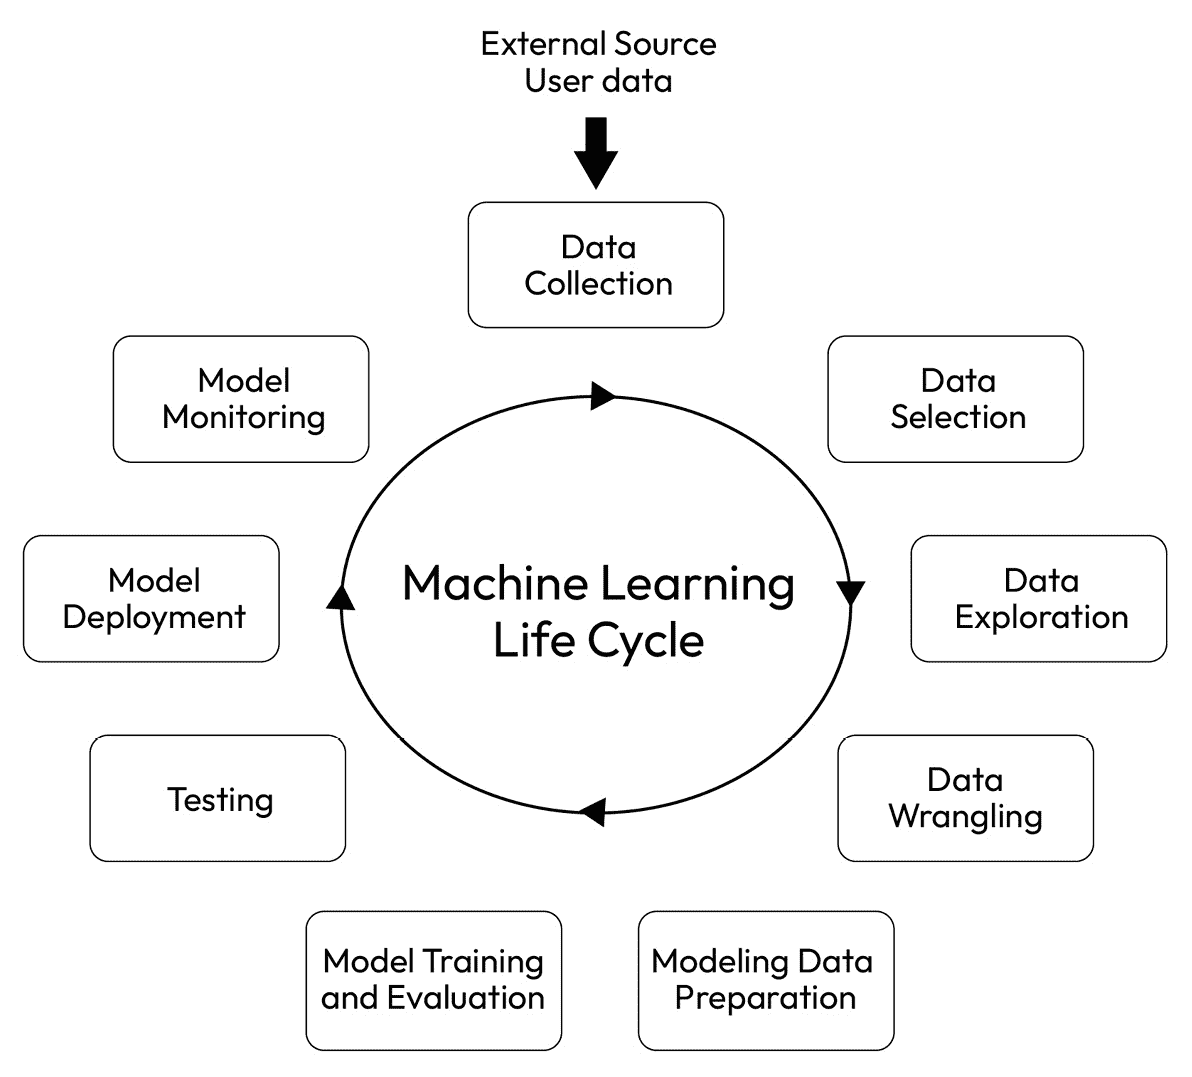 External Source
User data
Data
Collection
Data
Selection
Data
Exploration
Data
Wrangling
Modeling Data
Preparation
Model Training
and Evaluation
Testing
Model
Deployment
Model
Monitoring
Machine Learning
Life Cycle